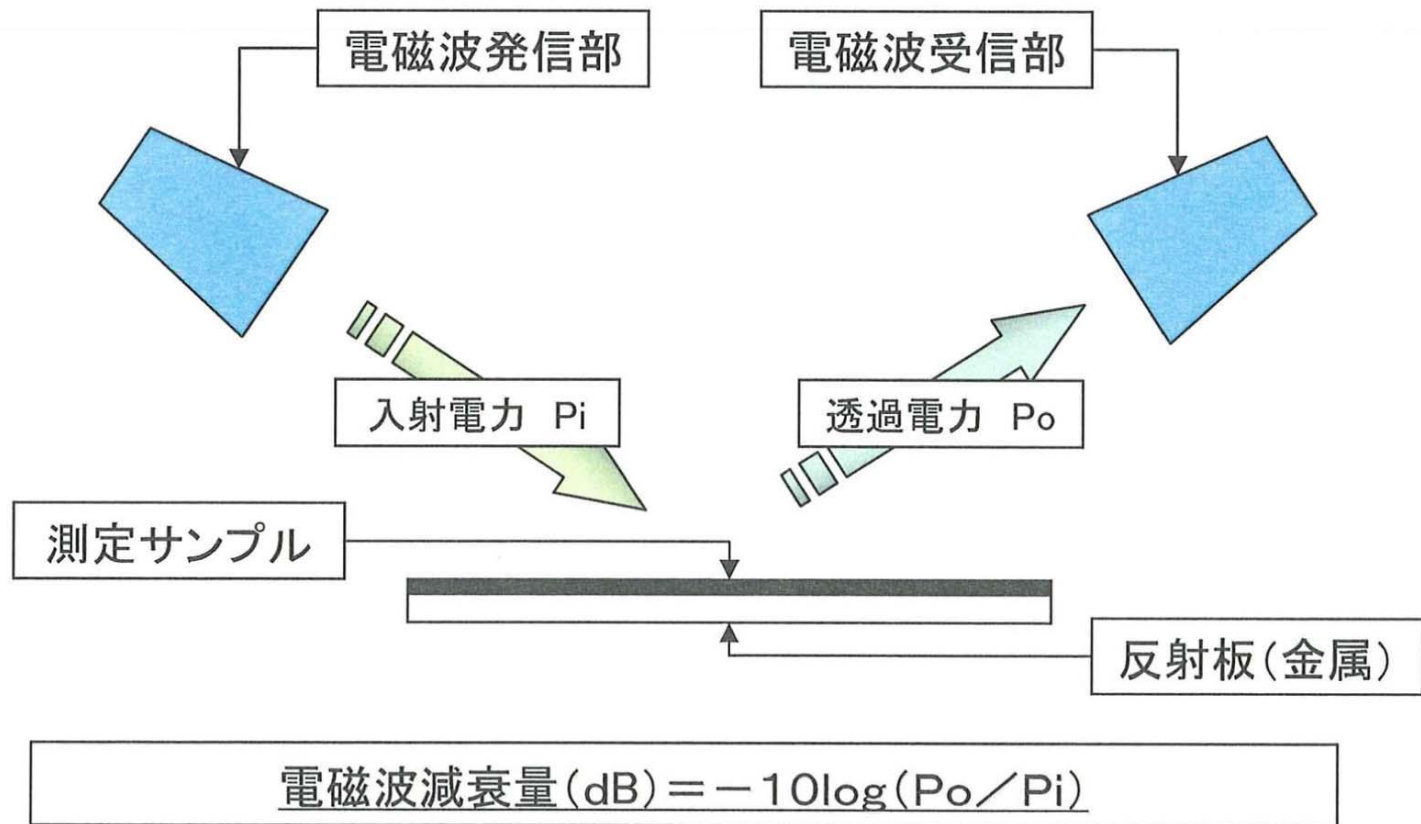 電磁波発信部
電磁波受信部
入射電力 Pi
透過電力 Po
測定サンプル
反射板(金属)
電磁波減衰量(dB)=-10log(Po/Pi)